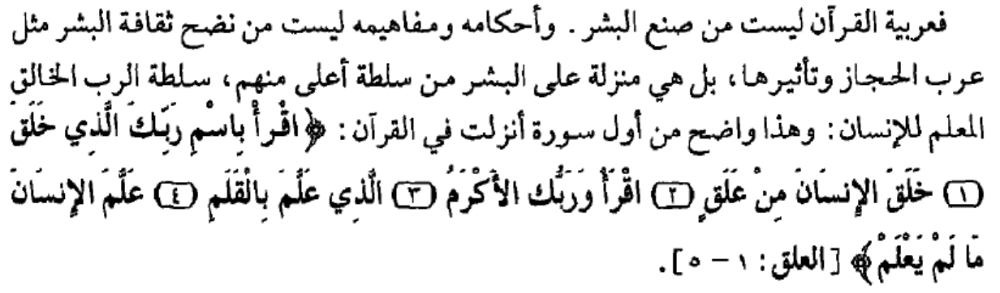 فعربية القرآن ليست من صنع البشر . وأحكامه ومفاهيمه ليست من نضح ثقافة البشر مثل
عرب الحجاز وتأثيرها، بل هي منزلة على البشر من سلطة أعلى منهم، سلطة الرب الخالق
المعلم للإنسان: وهذا واضح من أول سورة أنزلت في القرآن: ﴿اقْرأْ بِاسْمِ رَبِّكَ الَّذِي خَلَقَ
(١) خَلَقَ الإِنسَانَ مِنْ عَلَقٍ (٢) اقْرَأْ وَرَبُّكَ الأَكْرَمُ (٣) الَّذِي عَلَّمَ بِالْقَلَمِ (٤) عَلَّمَ الإِنسَانَ
مَا لَمْ يَعْلَمْ﴾ [العلق: ١ – ٥].